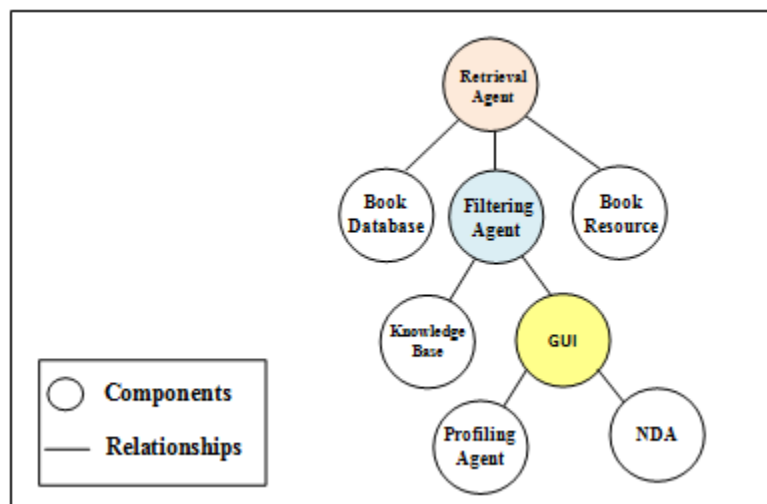 Retrieval
Agent
Book
Database
Filtering
Agent
Book
Resource
Knowledge
Base
GUI
Profiling
Agent
NDA
Components
Relationships